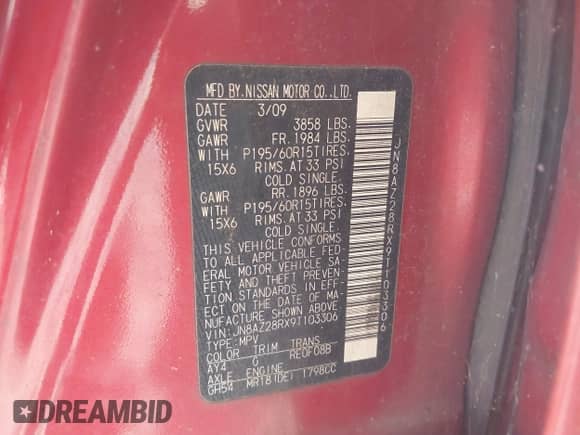 MFD BY. NISSAN MOTOR CO.,LTD.
DATE 3/09
GVWR 3858 LBS.
GAWR FR. 1984 LBS.
WITH P195/60R15TIRES.
15X6 RIMS. AT 33 PSI
COLD SINGLE.
GAWR RR. 1896 LBS.
WITH P195/60R15TIRES.
15X6 RIMS. AT 33 PSI
COLD SINGLE.
THIS VEHICLE CONFORMS
TO ALL APPLICABLE FED-
ERAL MOTOR VEHICLE SA-
FETY AND THEFT PREVEN-
TION STANDARDS IN EFF-
ECT ON THE DATE OF MA-
NUFACTURE SHOWN ABOVE.
VIN:JN8AZ28RX9T103306
TYPE:MPV
COLOR TRIM TRANS
AY4 G RE0F08B
AXLE ENGINE
GH54 MR18(DE) 1798CC
JN8AZ28RX9T103306
DREAMBID